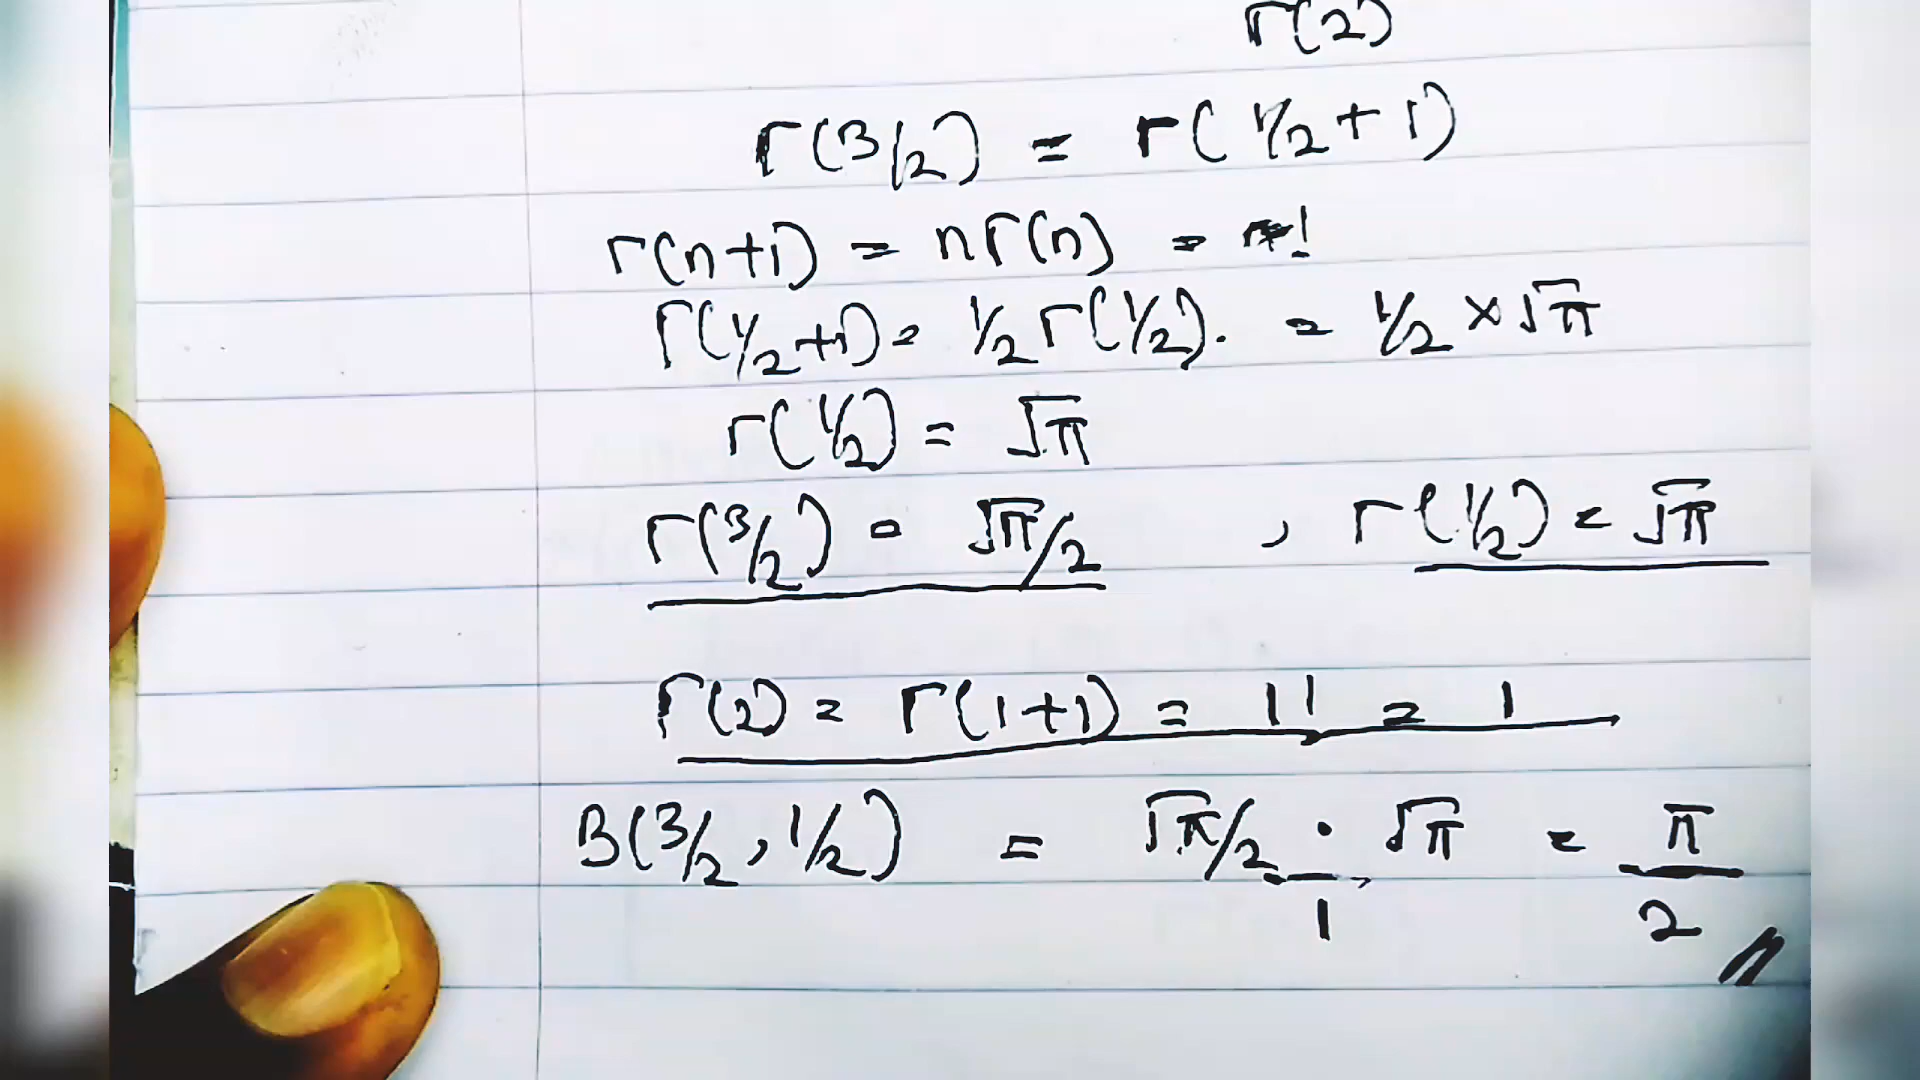 Γ(2)
Γ(3/2) = Γ(1/2+1)
Γ(n+1) = nΓ(n) = n!
Γ(1/2+1) = 1/2Γ(1/2). = 1/2 × √π
Γ(1/2) = √π
Γ(3/2) = √π/2 , Γ(1/2) = √π
Γ(2) = Γ(1+1) = 1! = 1
B(3/2, 1/2) = √π/2 · √π / 1 = π/2